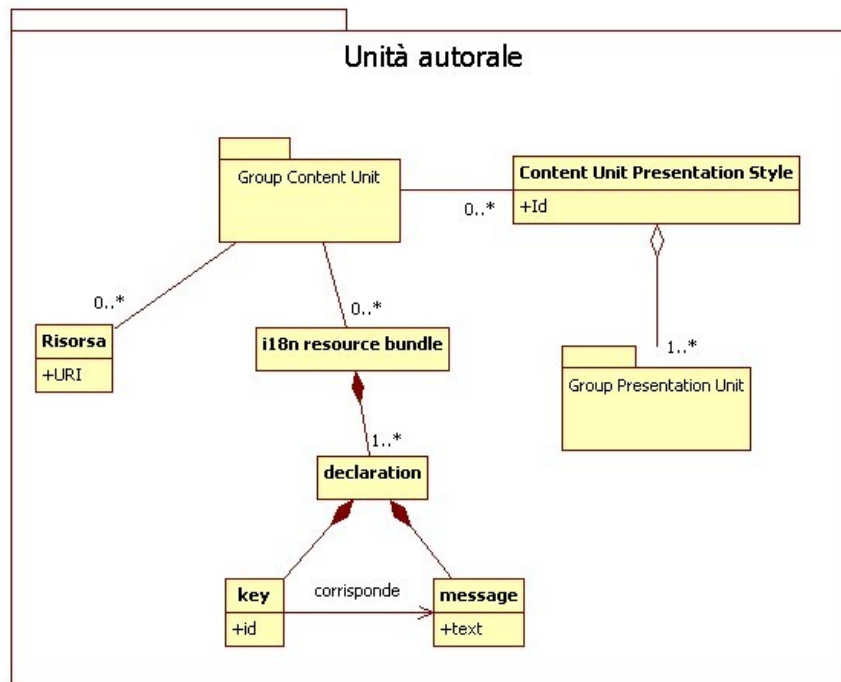 Unità autorale
Group Content Unit
Content Unit Presentation Style
+Id
0..*
0..*
0..*
Risorsa
+URI
i18n resource bundle
1..*
Group Presentation Unit
1..*
declaration
key
+id
corrisponde
message
+text